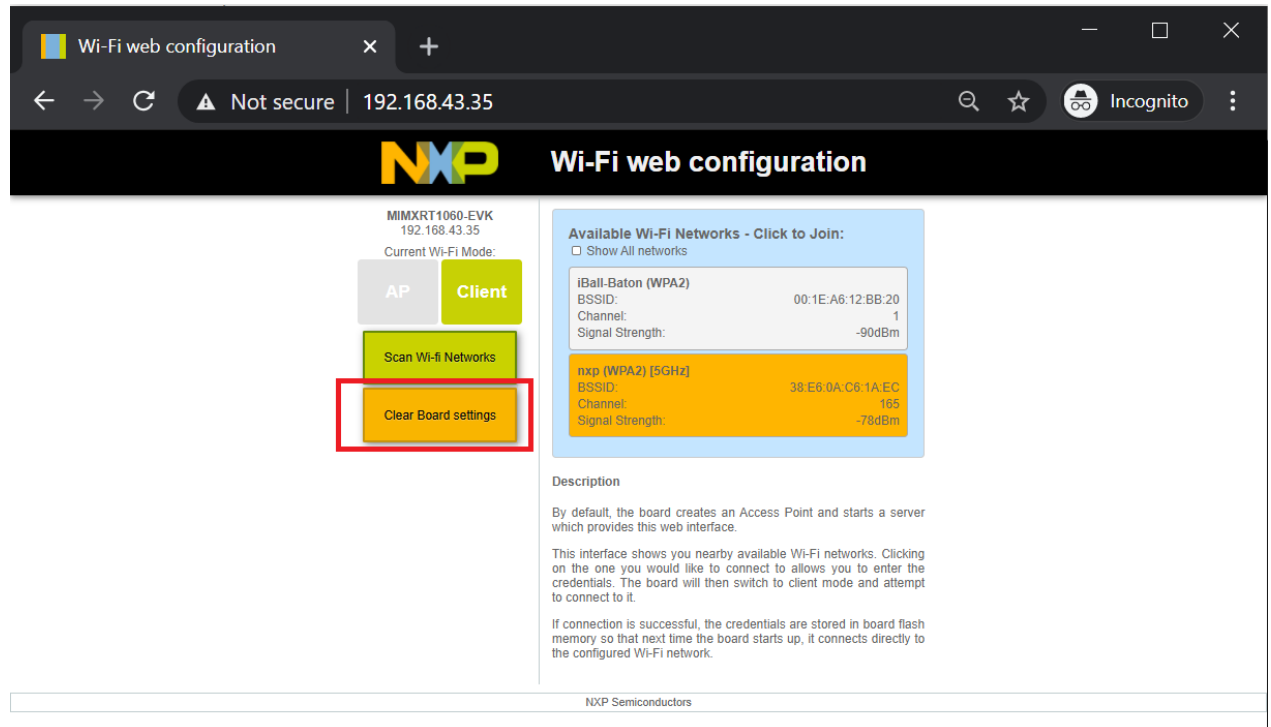 Wi-Fi web configuration
Not secure
192.168.43.35
Incognito
NXP
Wi-Fi web configuration
MIMXRT1060-EVK
192.168.43.35
Current Wi-Fi Mode:
AP
Client
Scan Wi-fi Networks
Clear Board settings
Available Wi-Fi Networks - Click to Join:
Show All networks
iBall-Baton (WPA2)
BSSID: 00:1E:A6:12:BB:20
Channel: 1
Signal Strength: -90dBm
nxp (WPA2) [5GHz]
BSSID: 38:E6:0A:C6:1A:EC
Channel: 165
Signal Strength: -78dBm
Description
By default, the board creates an Access Point and starts a server
which provides this web interface.
This interface shows you nearby available Wi-Fi networks. Clicking
on the one you would like to connect to allows you to enter the
credentials. The board will then switch to client mode and attempt
to connect to it.
If connection is successful, the credentials are stored in board flash
memory so that next time the board starts up, it connects directly to
the configured Wi-Fi network.
NXP Semiconductors